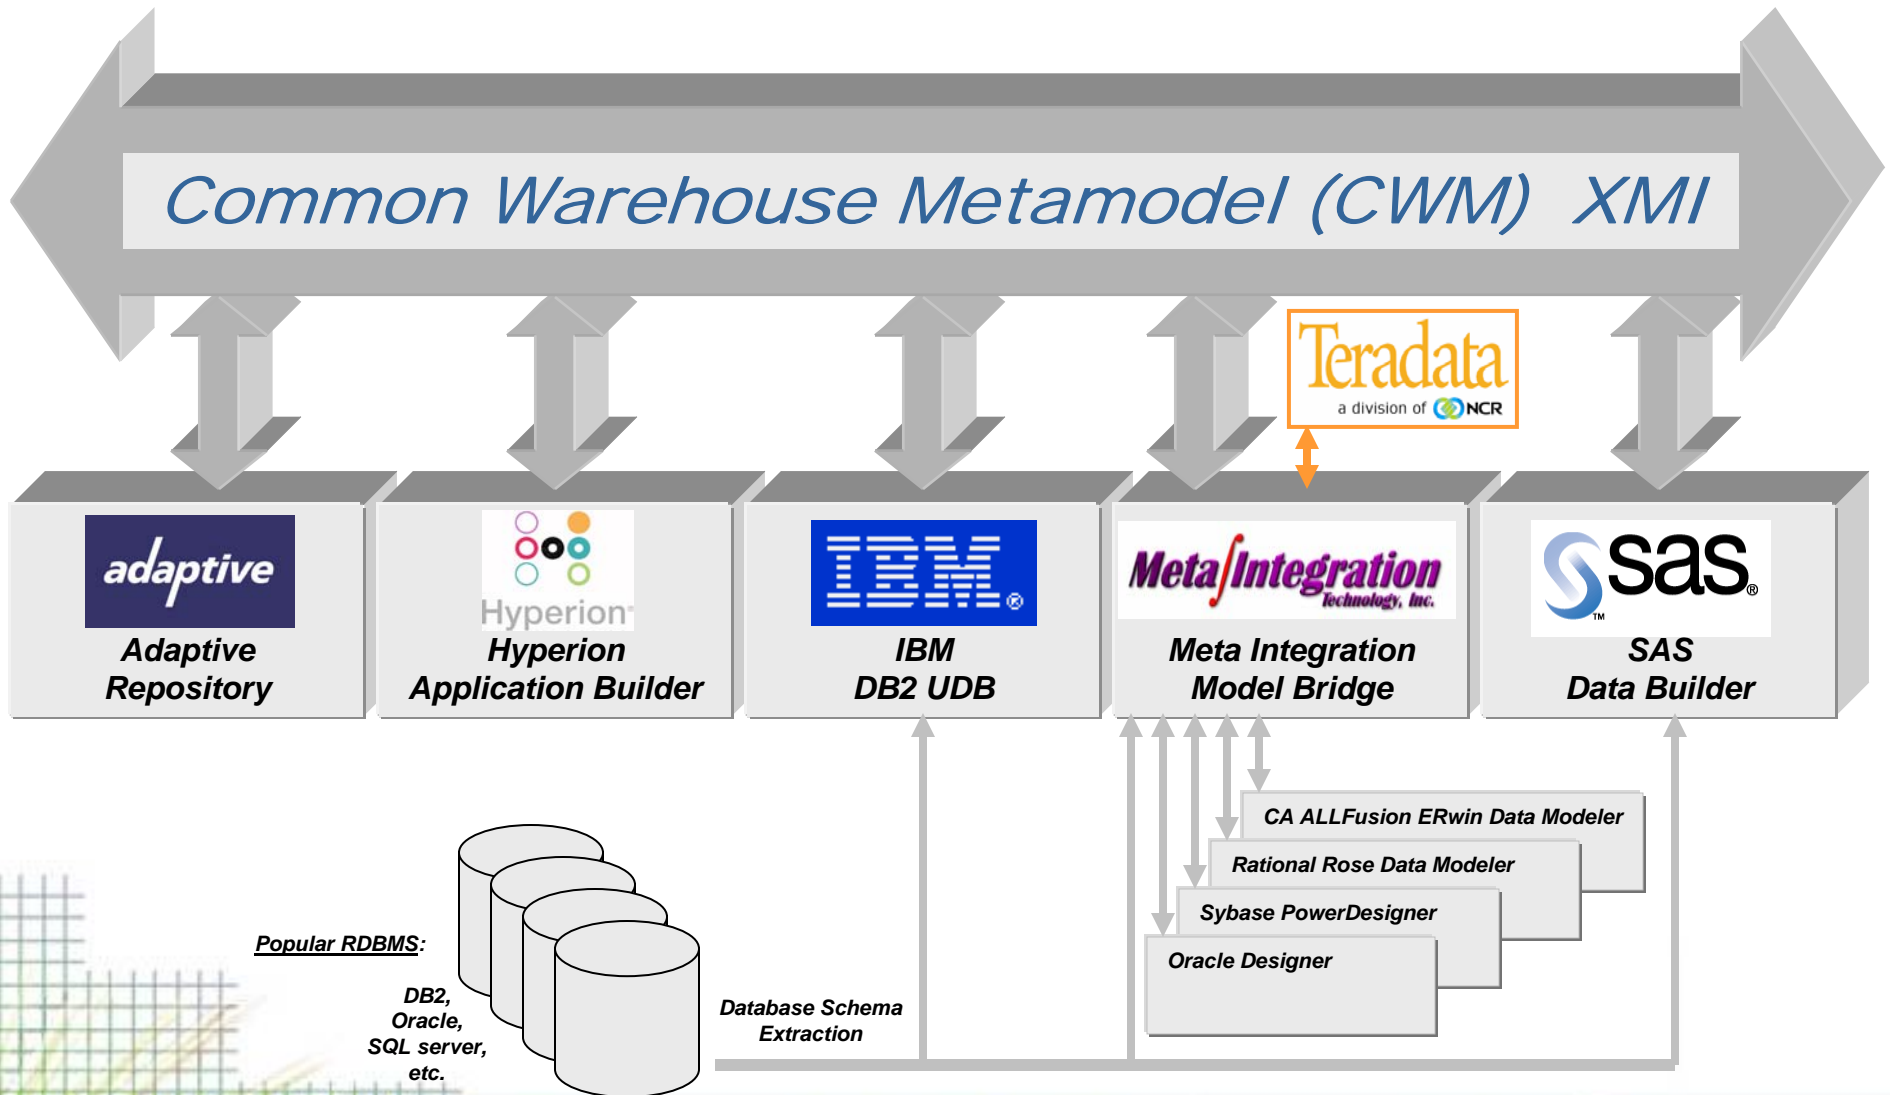 Common Warehouse Metamodel (CWM) XMI
Teradata
a division of NCR
adaptive
Adaptive
Repository
Hyperion
Hyperion
Application Builder
IBM®
IBM
DB2 UDB
Meta Integration
Technology, Inc.
Meta Integration
Model Bridge
sas®
TM
SAS
Data Builder
CA ALLFusion ERwin Data Modeler
Rational Rose Data Modeler
Sybase PowerDesigner
Oracle Designer
Popular RDBMS:
DB2,
Oracle,
SQL server,
etc.
Database Schema
Extraction